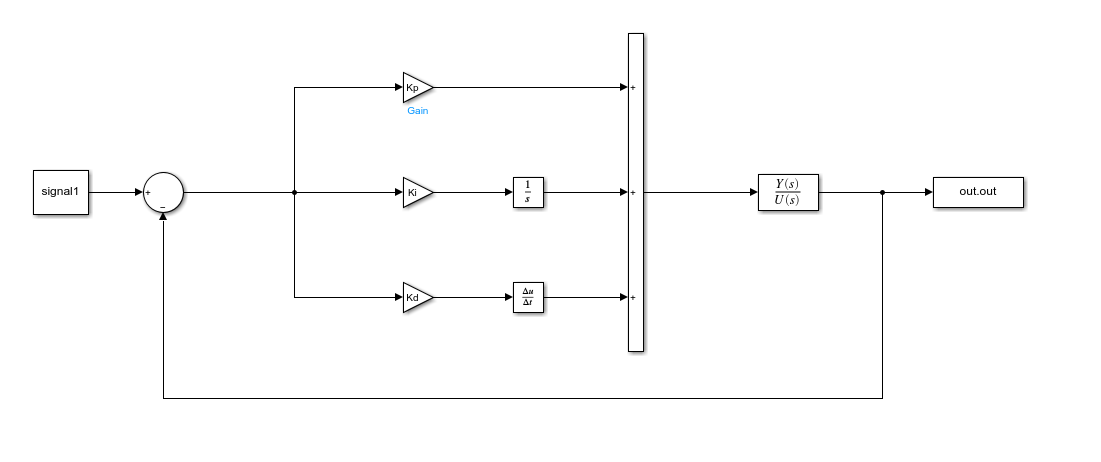 Kp
+
Gain
signal1
+
−
Ki
1
s
+
Y(s)
U(s)
out.out
Kd
Δu
Δt
+